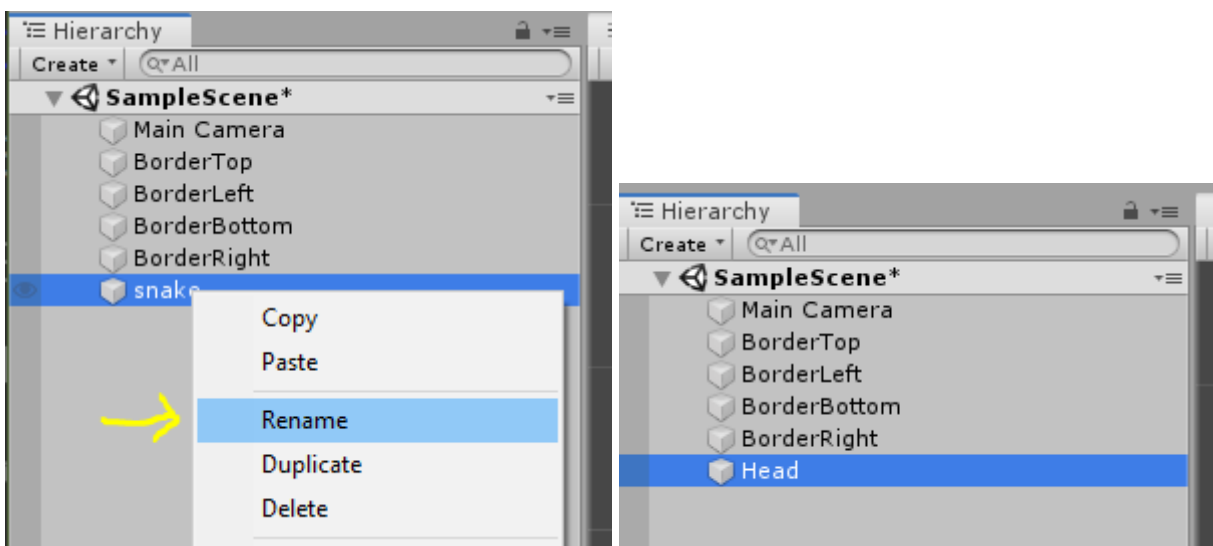 Hierarchy
Create All
SampleScene*
Main Camera
BorderTop
BorderLeft
BorderBottom
BorderRight
snake
Copy
Paste
Rename
Duplicate
Delete
Hierarchy
Create All
SampleScene*
Main Camera
BorderTop
BorderLeft
BorderBottom
BorderRight
Head